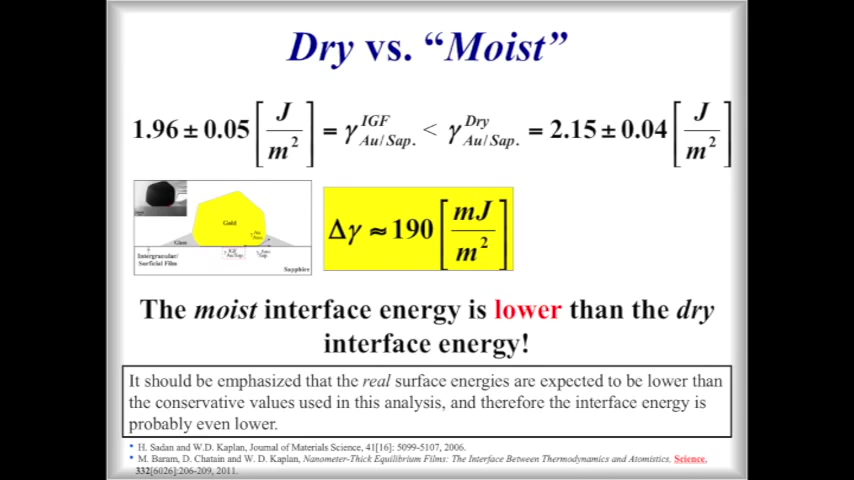 Dry vs. “Moist”
1.96 ± 0.05 [J/m²] = γ^IGF_Au/Sap. < γ^Dry_Au/Sap. = 2.15 ± 0.04 [J/m²]
Gold
Glass
Intergranular/
Surficial Film
Sapphire
Δγ ≈ 190 [mJ/m²]
The moist interface energy is lower than the dry
interface energy!
It should be emphasized that the real surface energies are expected to be lower than
the conservative values used in this analysis, and therefore the interface energy is
probably even lower.
• H. Sadan and W.D. Kaplan, Journal of Materials Science, 41[16]: 5099-5107, 2006.
• M. Baram, D. Chatain and W. D. Kaplan, Nanometer-Thick Equilibrium Films: The Interface Between Thermodynamics and Atomistics, Science,
332[6026]:206-209, 2011.